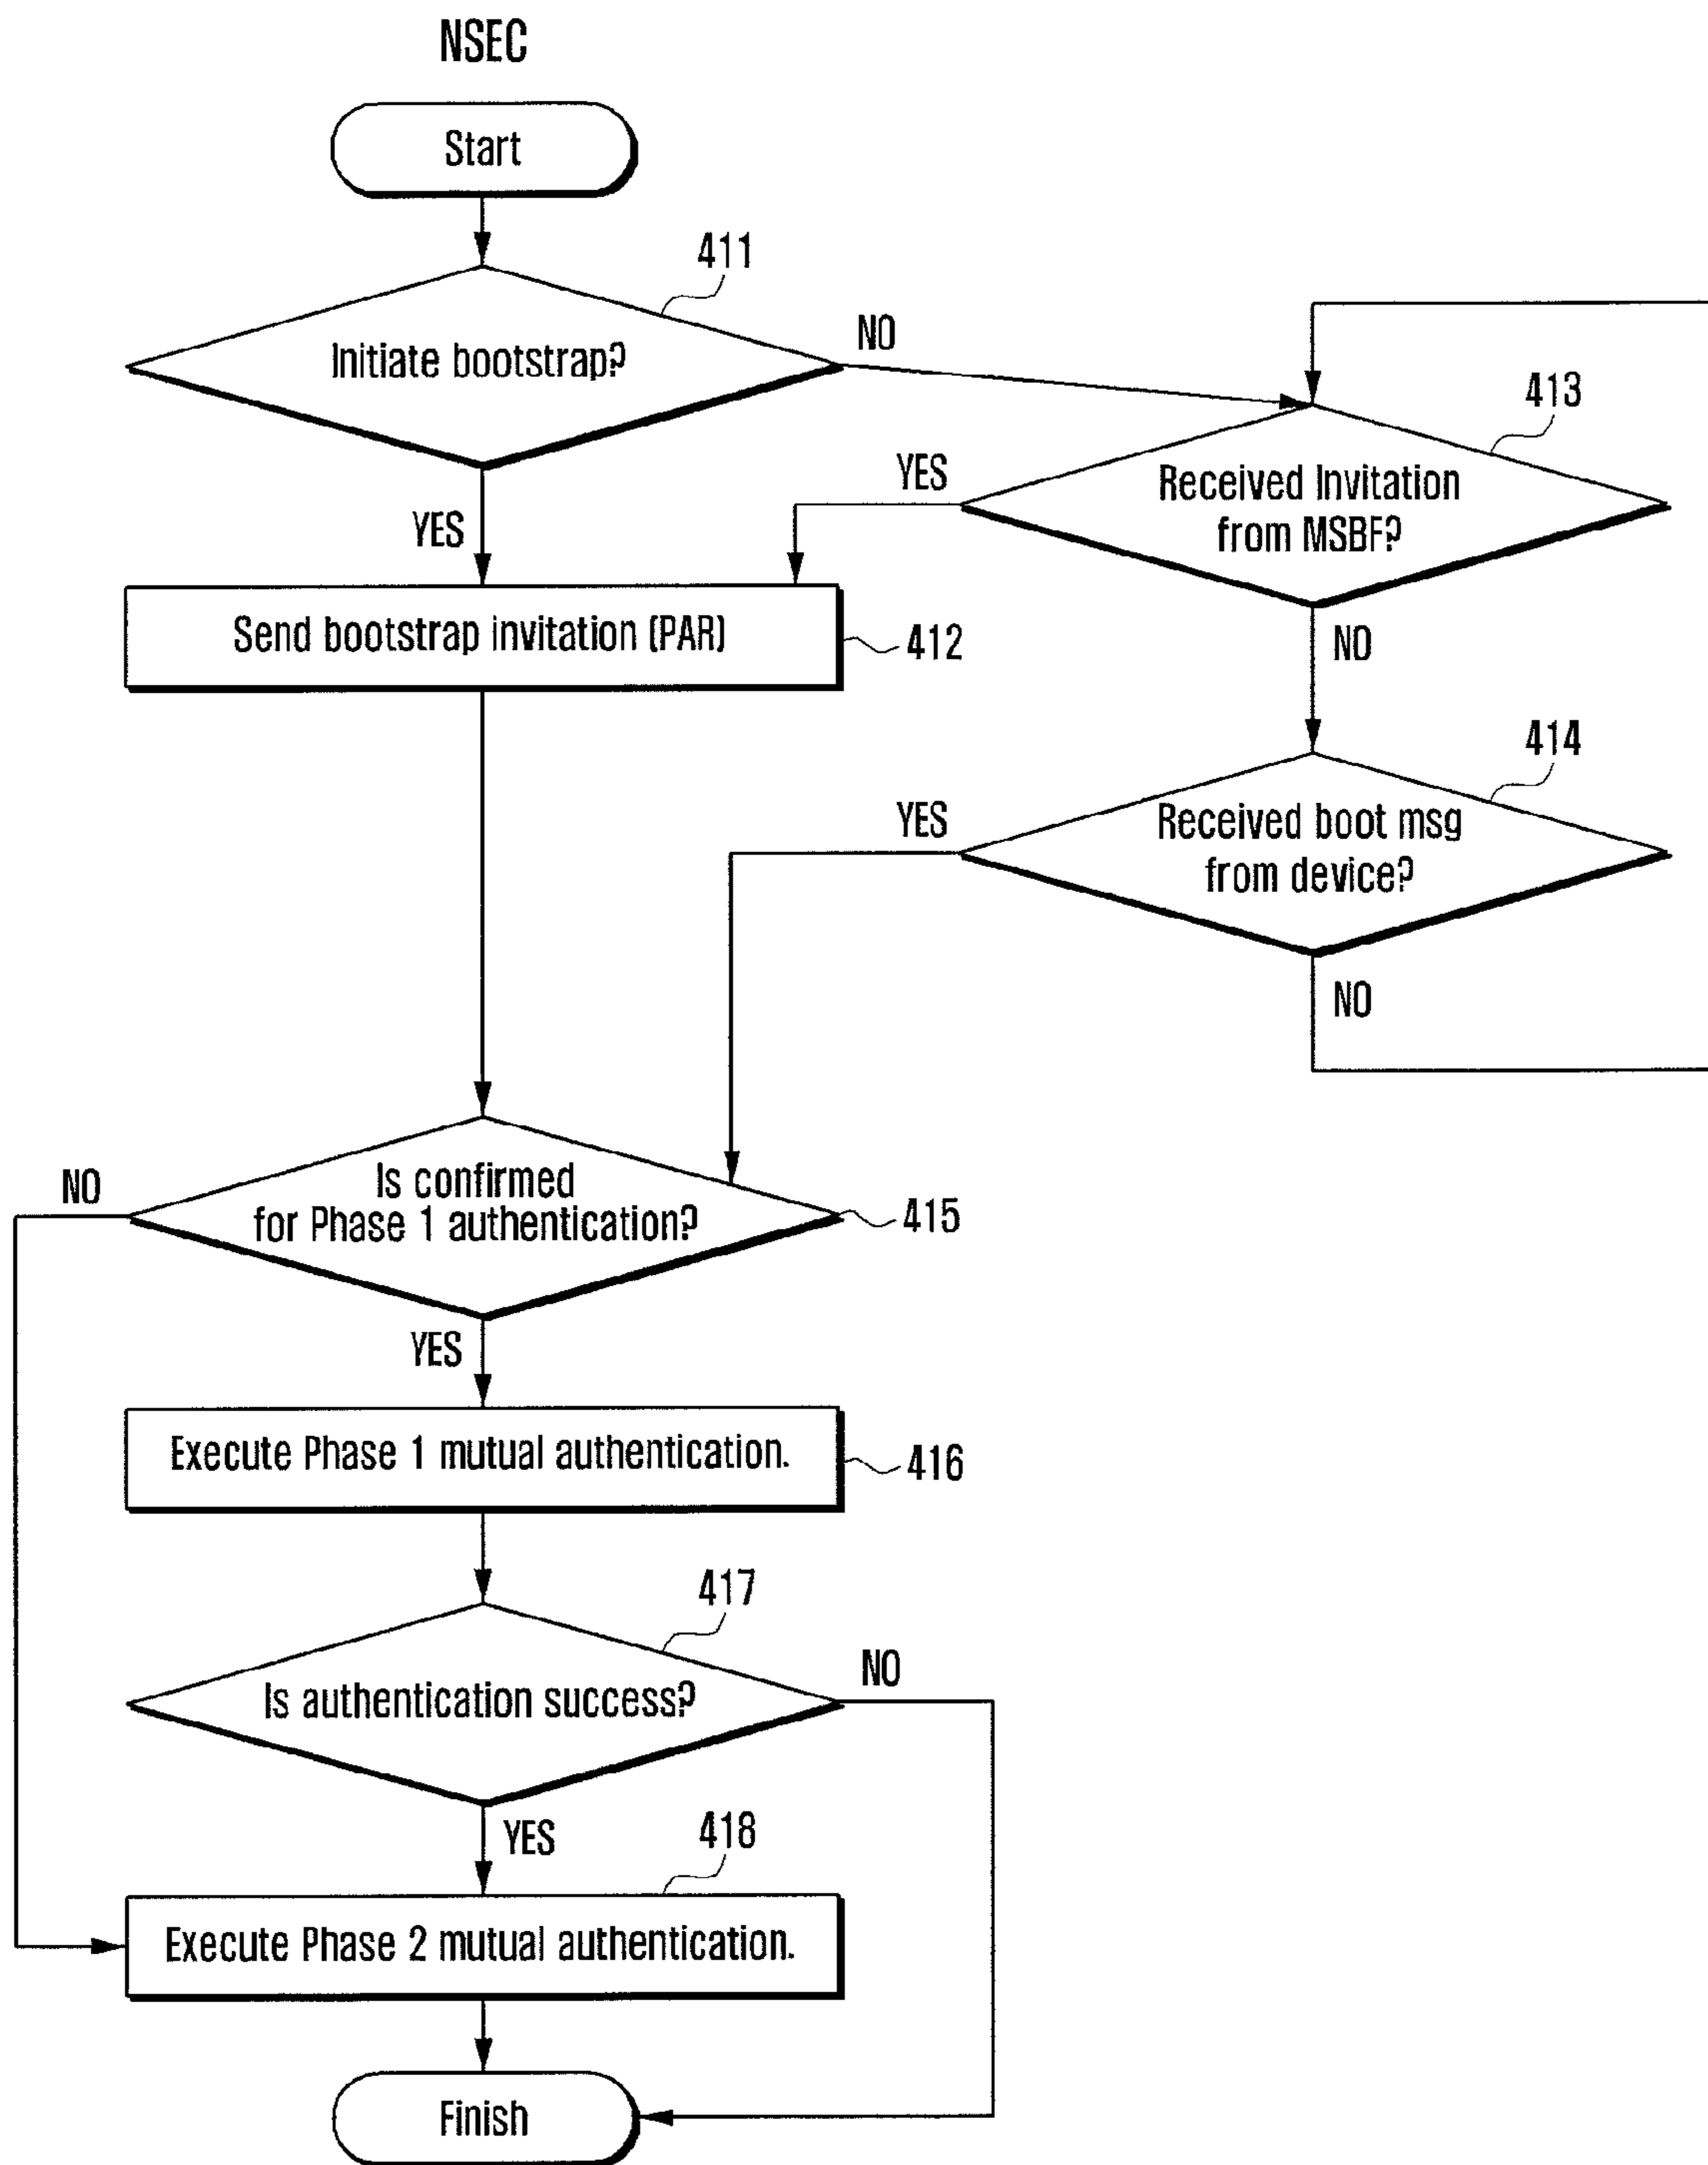 NSEC
Start
411
Initiate bootstrap?
NO
413
YES
Received Invitation
from MSBF?
YES
Send bootstrap invitation (PAR)
412
NO
414
YES
Received boot msg
from device?
NO
Is confirmed
for Phase 1 authentication?
NO
415
YES
Execute Phase 1 mutual authentication.
416
417
NO
Is authentication success?
YES
418
Execute Phase 2 mutual authentication.
Finish